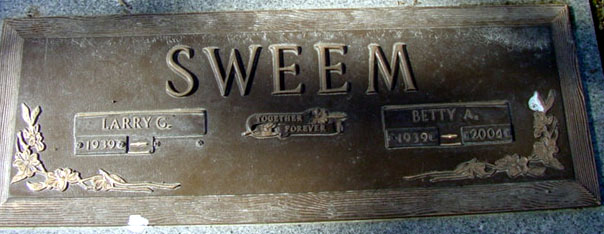 SWEEM
LARRY G.
1939
TOGETHER
FOREVER
BETTY A.
1939 2004